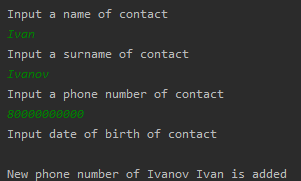 Input a name of contact
Ivan
Input a surname of contact
Ivanov
Input a phone number of contact
80000000000
Input date of birth of contact
New phone number of Ivanov Ivan is added